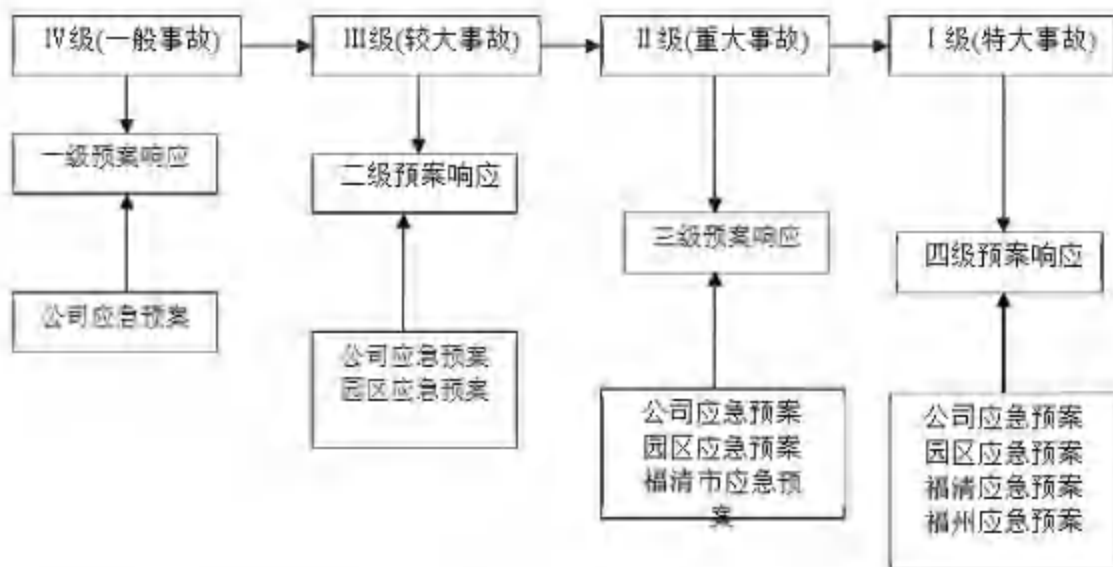 Ⅳ级(一般事故)
Ⅲ级(较大事故)
Ⅱ级(重大事故)
Ⅰ级(特大事故)
一级预案响应
二级预案响应
三级预案响应
四级预案响应
公司应急预案
公司应急预案
园区应急预案
公司应急预案
园区应急预案
福清市应急预
案
公司应急预案
园区应急预案
福清应急预案
福州应急预案